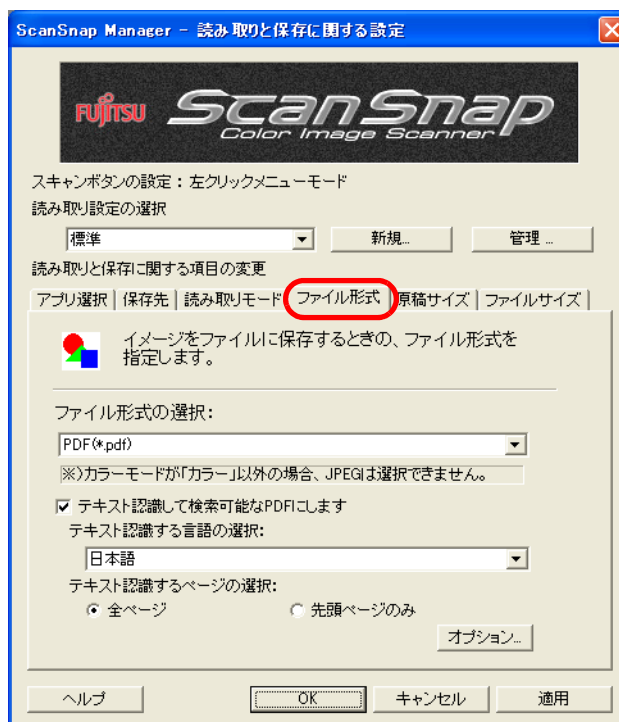 ScanSnap Manager - 読み取りと保存に関する設定
FUJITSU ScanSnap
Color Image Scanner
スキャンボタンの設定：左クリックメニューモード
読み取り設定の選択
標準 新規... 管理 ...
読み取りと保存に関する項目の変更
アプリ選択 保存先 読み取りモード ファイル形式 原稿サイズ ファイルサイズ
イメージをファイルに保存するときの、ファイル形式を
指定します。
ファイル形式の選択:
PDF(*.pdf)
※)カラーモードが「カラー」以外の場合、JPEGは選択できません。
テキスト認識して検索可能なPDFにします
テキスト認識する言語の選択:
日本語
テキスト認識するページの選択:
全ページ 先頭ページのみ
オプション...
ヘルプ OK キャンセル 適用